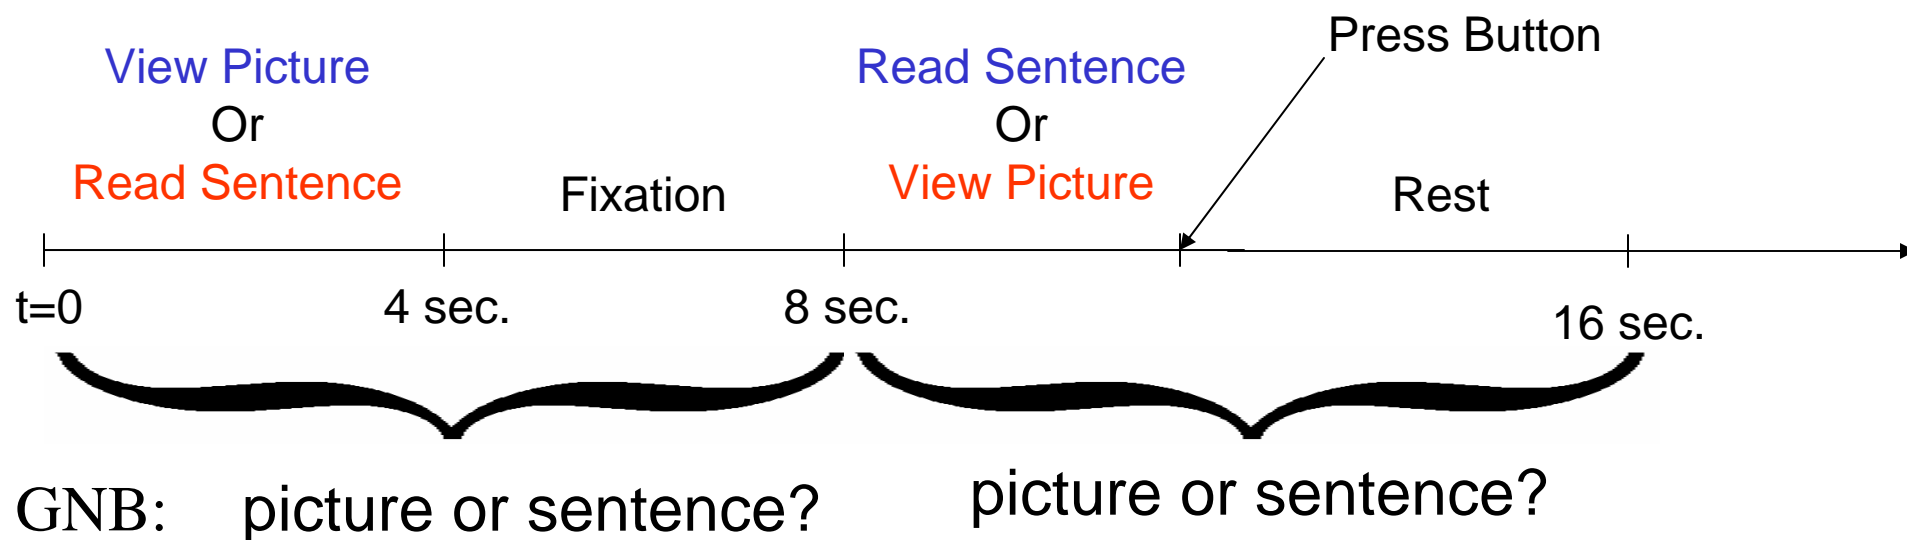 View Picture
Or
Read Sentence
Fixation
Read Sentence
Or
View Picture
Press Button
Rest
t=0
4 sec.
8 sec.
16 sec.
GNB:
picture or sentence?
picture or sentence?